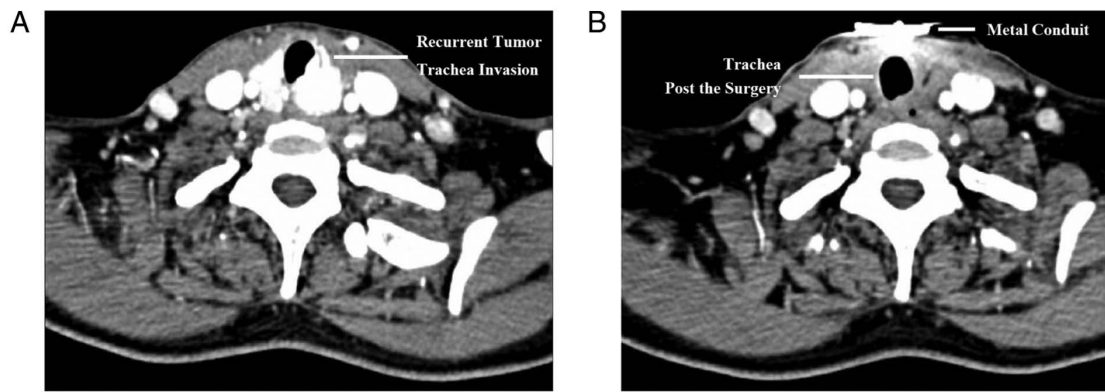 A
Recurrent Tumor
Trachea Invasion
B
Metal Conduit
Trachea
Post the Surgery